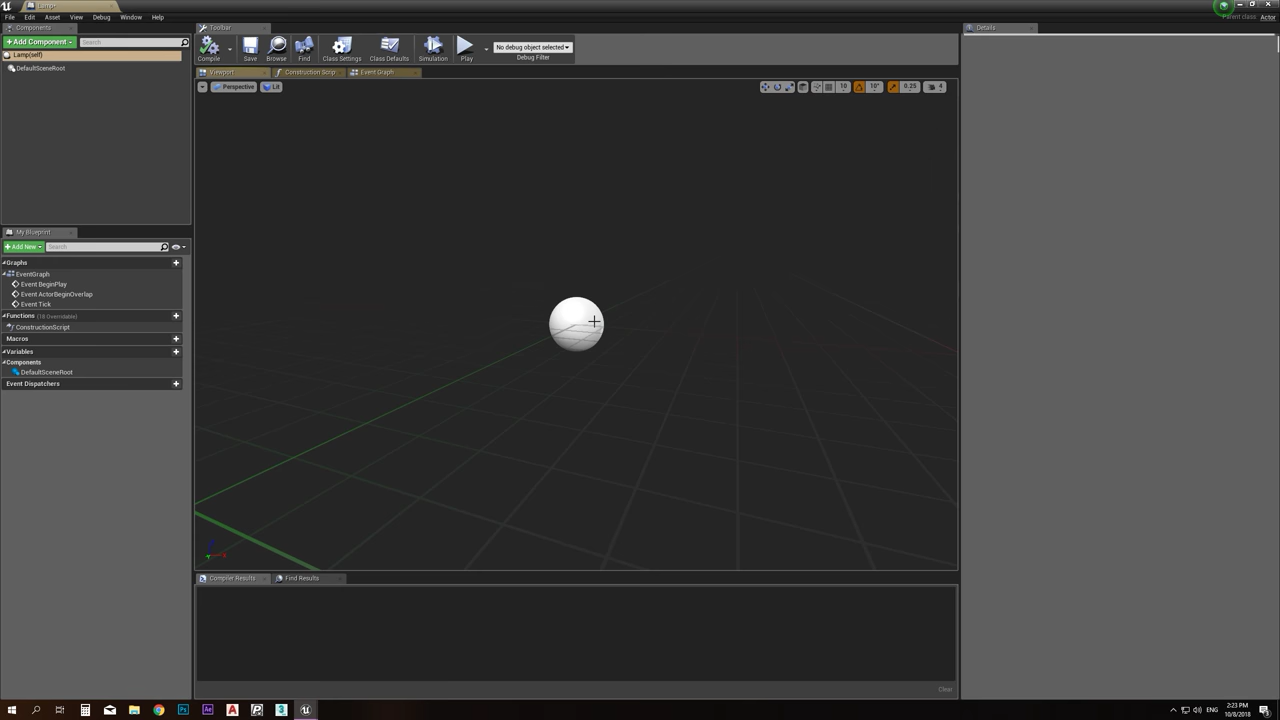 Lamp*
File Edit Asset View Debug Window Help
Parent class: Actor
Components
+Add Component
Search
Lamp(self)
DefaultSceneRoot
Toolbar
Compile
Save
Browse
Find
Class Settings
Class Defaults
Simulation
Play
No debug object selected
Debug Filter
Viewport
Construction Scrip
Event Graph
Perspective
Lit
10
10°
0.25
4
Details
My Blueprint
+Add New
Search
Graphs
EventGraph
Event BeginPlay
Event ActorBeginOverlap
Event Tick
Functions (18 Overridable)
ConstructionScript
Macros
Variables
Components
DefaultSceneRoot
Event Dispatchers
Compiler Results
Find Results
Clear
Ps
Ae
A
3
ENG
2:23 PM
10/8/2018